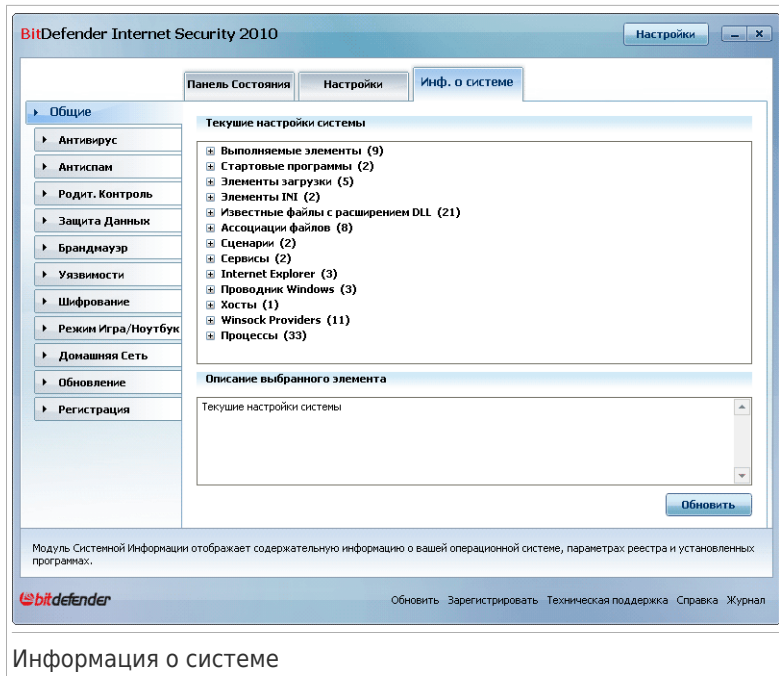 BitDefender Internet Security 2010
Настройки
Панель Состояния
Настройки
Инф. о системе
Общие
Антивирус
Антиспам
Родит. Контроль
Защита Данных
Брандмауэр
Уязвимости
Шифрование
Режим Игра/Ноутбук
Домашняя Сеть
Обновление
Регистрация
Текушие настройки системы
Выполняемые элементы (9)
Стартовые программы (2)
Элементы загрузки (5)
Элементы INI (2)
Известные файлы с расширением DLL (21)
Ассоциации файлов (8)
Сценарии (2)
Сервисы (2)
Internet Explorer (3)
Проводник Windows (3)
Хосты (1)
Winsock Providers (11)
Процессы (33)
Описание выбранного элемента
Текушие настройки системы
Обновить
Модуль Системной Информации отображает содержательную информацию о вашей операционной системе, параметрах реестра и установленных
программах.
bitdefender
Обновить Зарегистрировать Техническая поддержка Справка Журнал
Информация о системе